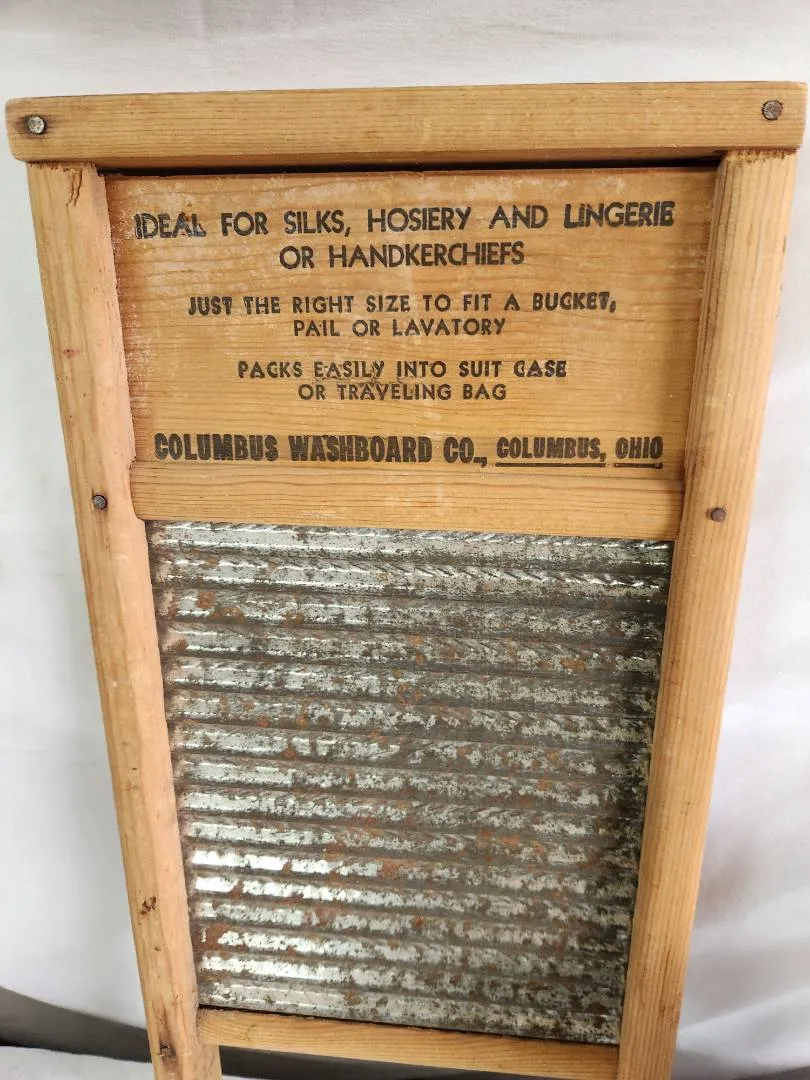 IDEAL FOR SILKS, HOSIERY AND LINGERIE
OR HANDKERCHIEFS
JUST THE RIGHT SIZE TO FIT A BUCKET,
PAIL OR LAVATORY
PACKS EASILY INTO SUIT CASE
OR TRAVELING BAG
COLUMBUS WASHBOARD CO., COLUMBUS, OHIO